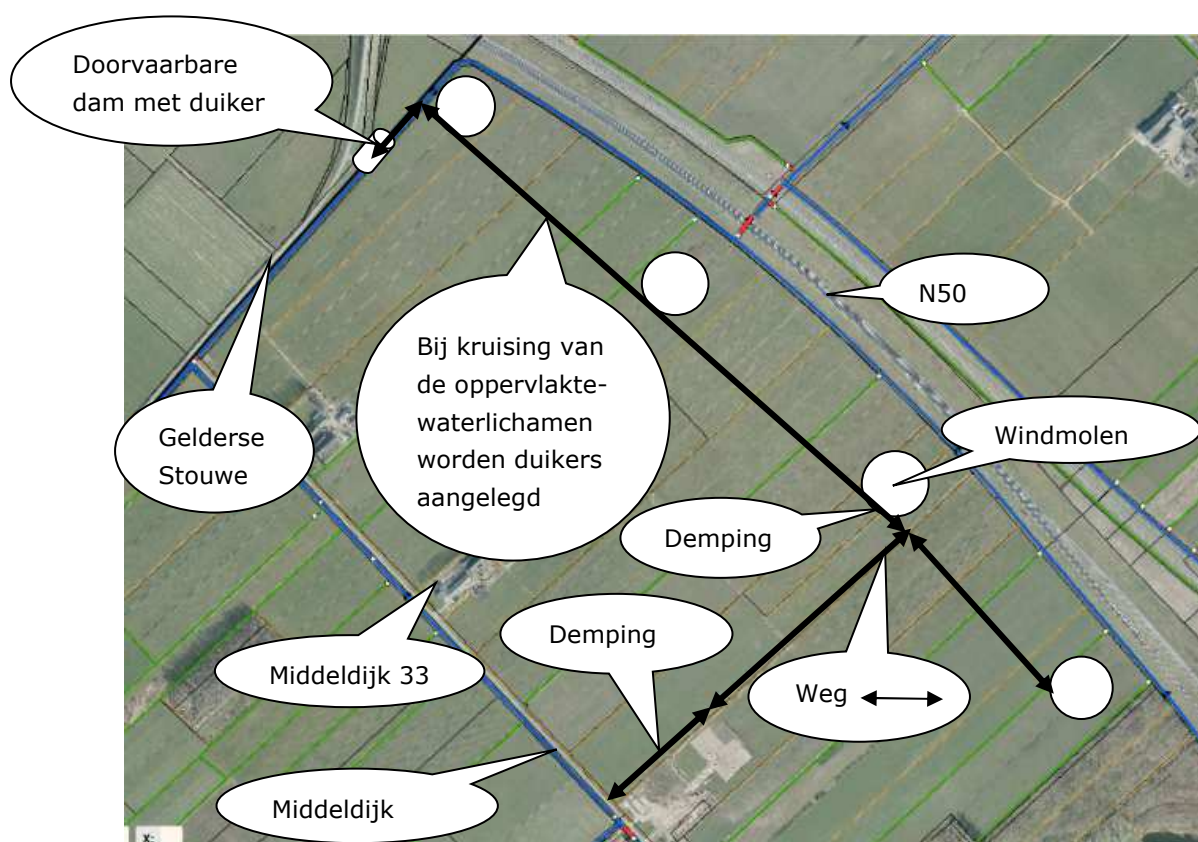 Doorvaarbare
dam met duiker
N50
Bij kruising van
de oppervlakte-
waterlichamen
worden duikers
aangelegd
Gelderse
Stouwe
Windmolen
Demping
Demping
Middeldijk 33
Weg
Middeldijk
x: